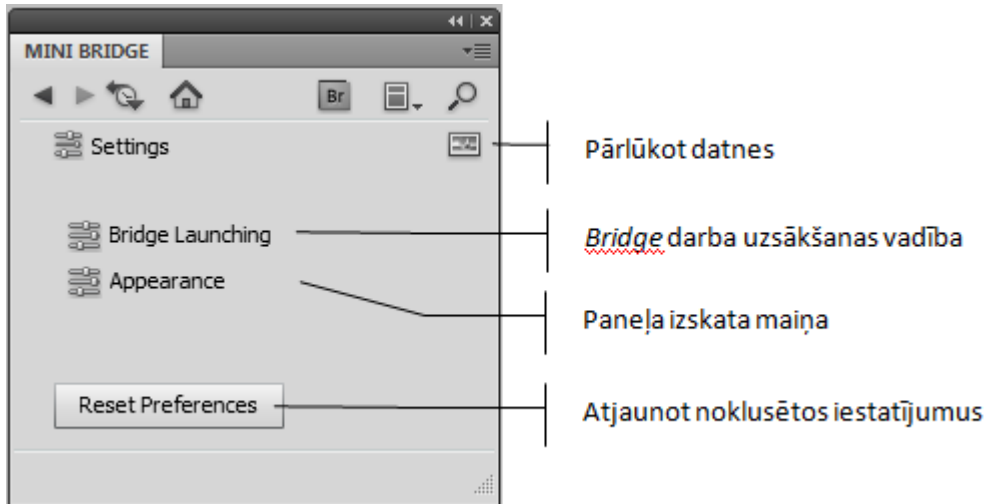 MINI BRIDGE
Br
Settings
Pārlūkot datnes
Bridge Launching
Bridge darba uzsākšanas vadība
Appearance
Paneļa izskata maiņa
Reset Preferences
Atjaunot noklusētos iestatījumus